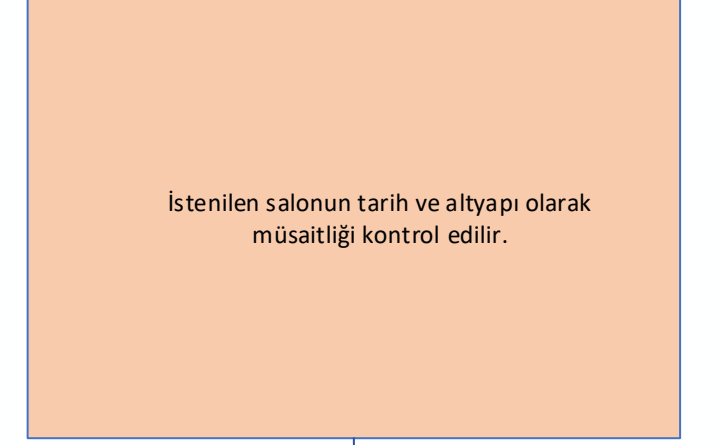 İstenilen salonun tarih ve altyapı olarak
müsaitliği kontrol edilir.